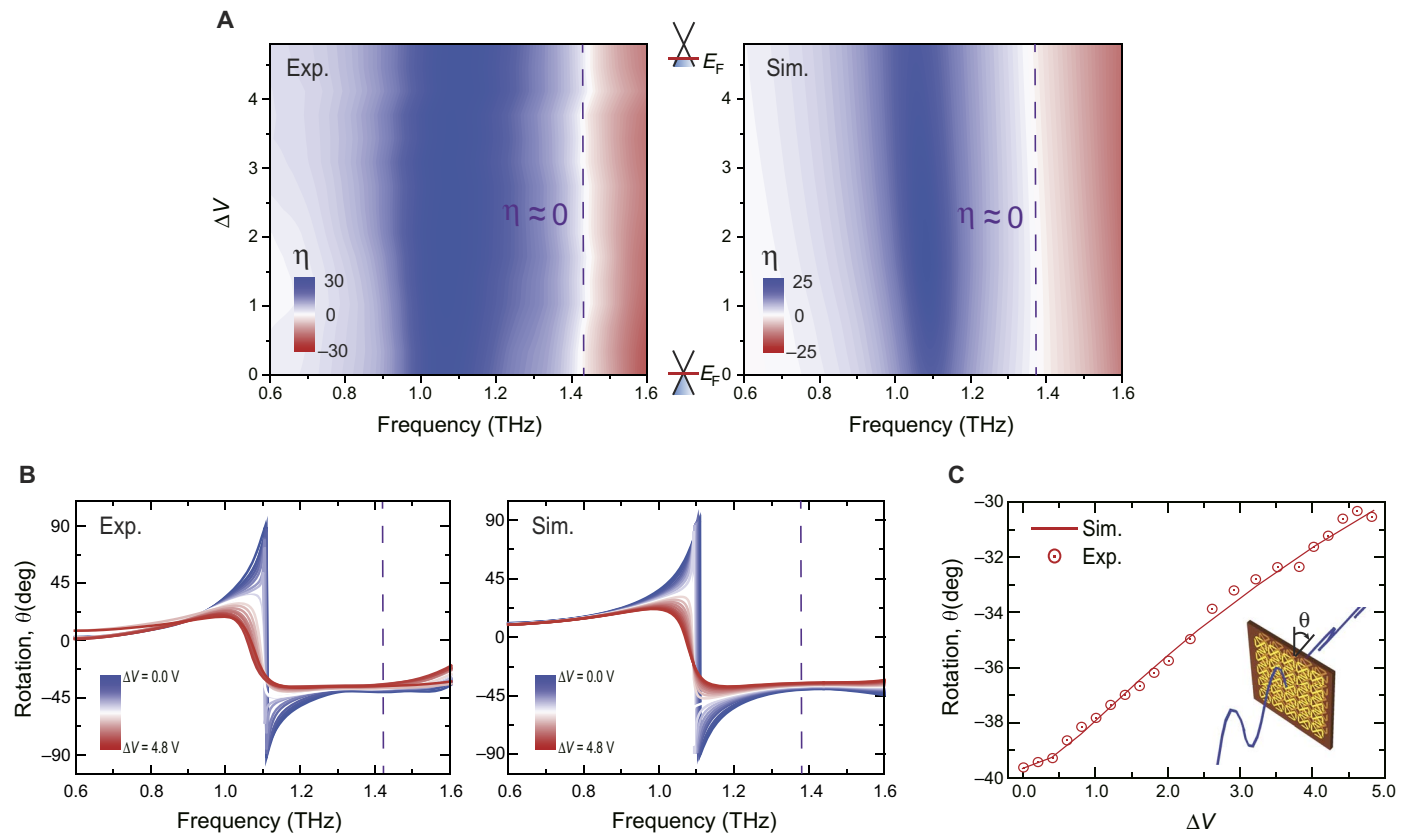 A
Exp.
4
3
2
1
0
ΔV
η ≈ 0
η
30
0
–30
0.6
0.8
1.0
1.2
1.4
1.6
Frequency (THz)
EF
EF
Sim.
4
3
2
1
0
η ≈ 0
η
25
0
–25
0.6
0.8
1.0
1.2
1.4
1.6
Frequency (THz)
B
Rotation, θ(deg)
90
45
0
–45
–90
Exp.
ΔV = 0.0 V
ΔV = 4.8 V
0.6
0.8
1.0
1.2
1.4
1.6
Frequency (THz)
90
45
0
–45
–90
Sim.
ΔV = 0.0 V
ΔV = 4.8 V
0.6
0.8
1.0
1.2
1.4
1.6
Frequency (THz)
C
Rotation, θ(deg)
–30
–32
–34
–36
–38
–40
Sim.
Exp.
θ
0.0
1.0
2.0
3.0
4.0
5.0
ΔV